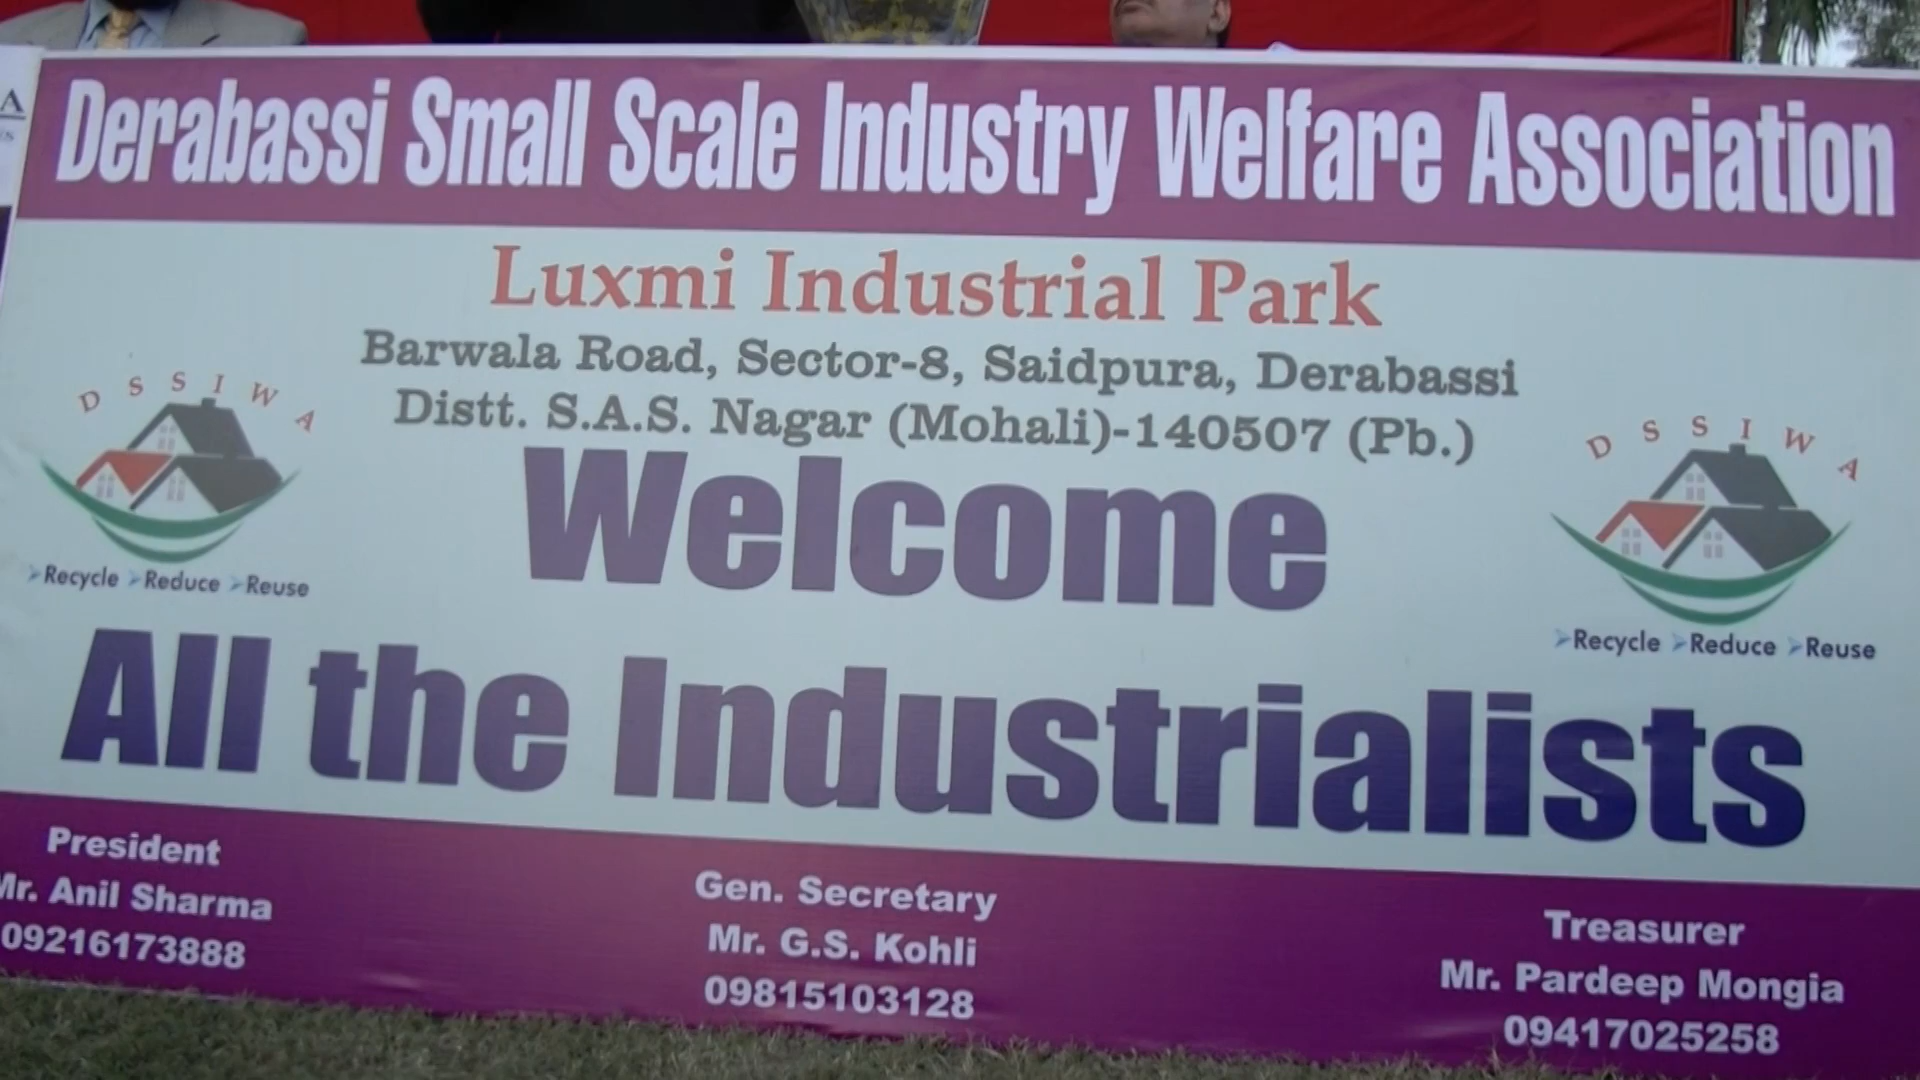 A
Derabassi Small Scale Industry Welfare Association
Luxmi Industrial Park
Barwala Road, Sector-8, Saidpura, Derabassi
Distt. S.A.S. Nagar (Mohali)-140507 (Pb.)
D S S I W A
➢Recycle ➢Reduce ➢Reuse
D S S I W A
➢Recycle ➢Reduce ➢Reuse
Welcome
All the Industrialists
President
Mr. Anil Sharma
09216173888
Gen. Secretary
Mr. G.S. Kohli
09815103128
Treasurer
Mr. Pardeep Mongia
09417025258